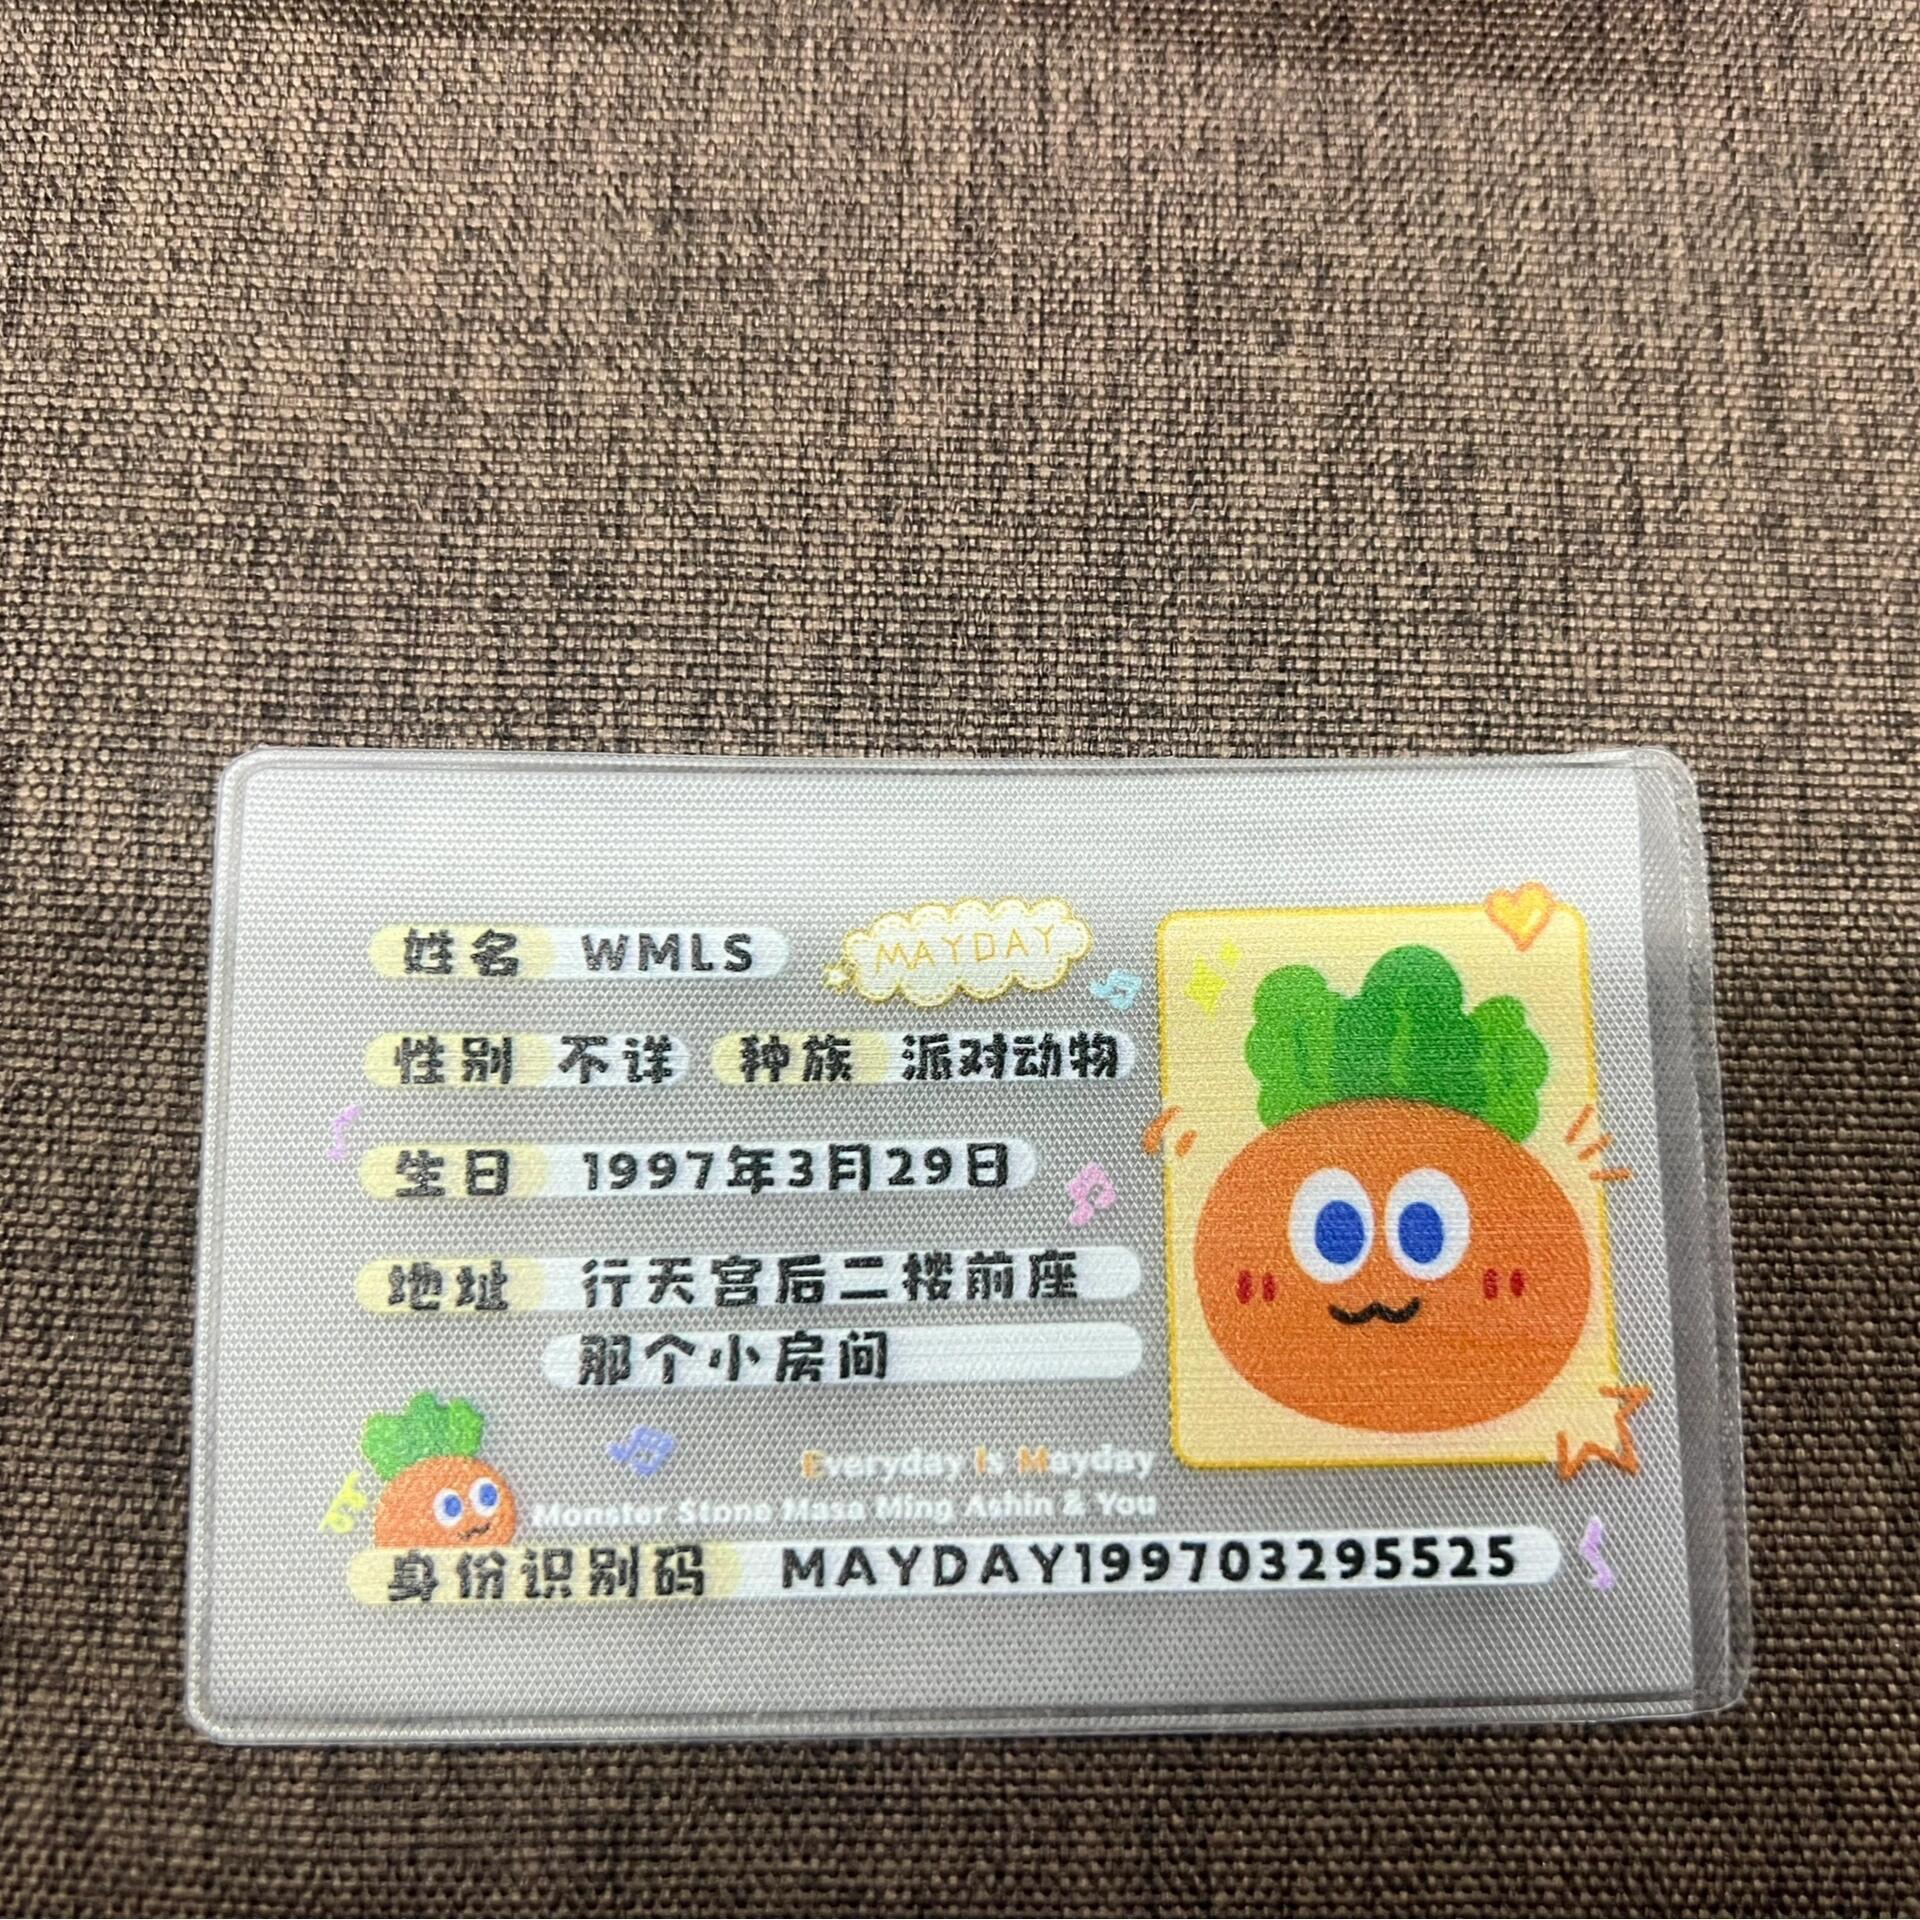 姓名 WMLS
MAYDAY
性别 不详 种族 派对动物
生日 1997年3月29日
地址 行天宫后二楼前座
那个小房间
Everyday Is Mayday
Monster Stone Masa Ming Ashin & You
身份识别码 MAYDAY199703295525